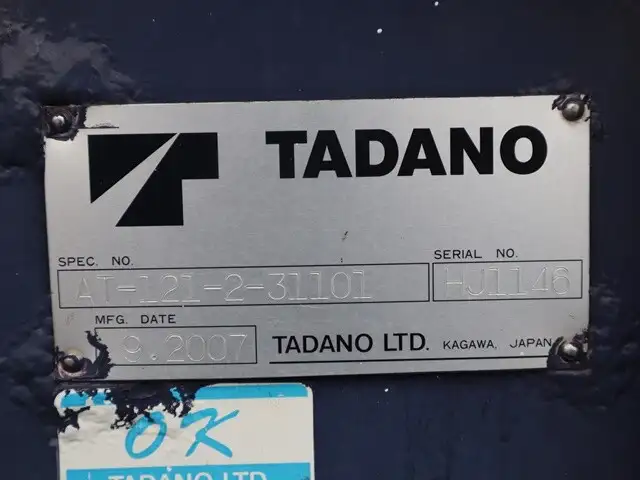 TADANO
SPEC. NO.
AT-121-2-31101
SERIAL NO.
HJ1146
MFG. DATE
9.2007
TADANO LTD. KAGAWA, JAPAN
OK
TADANO LTD